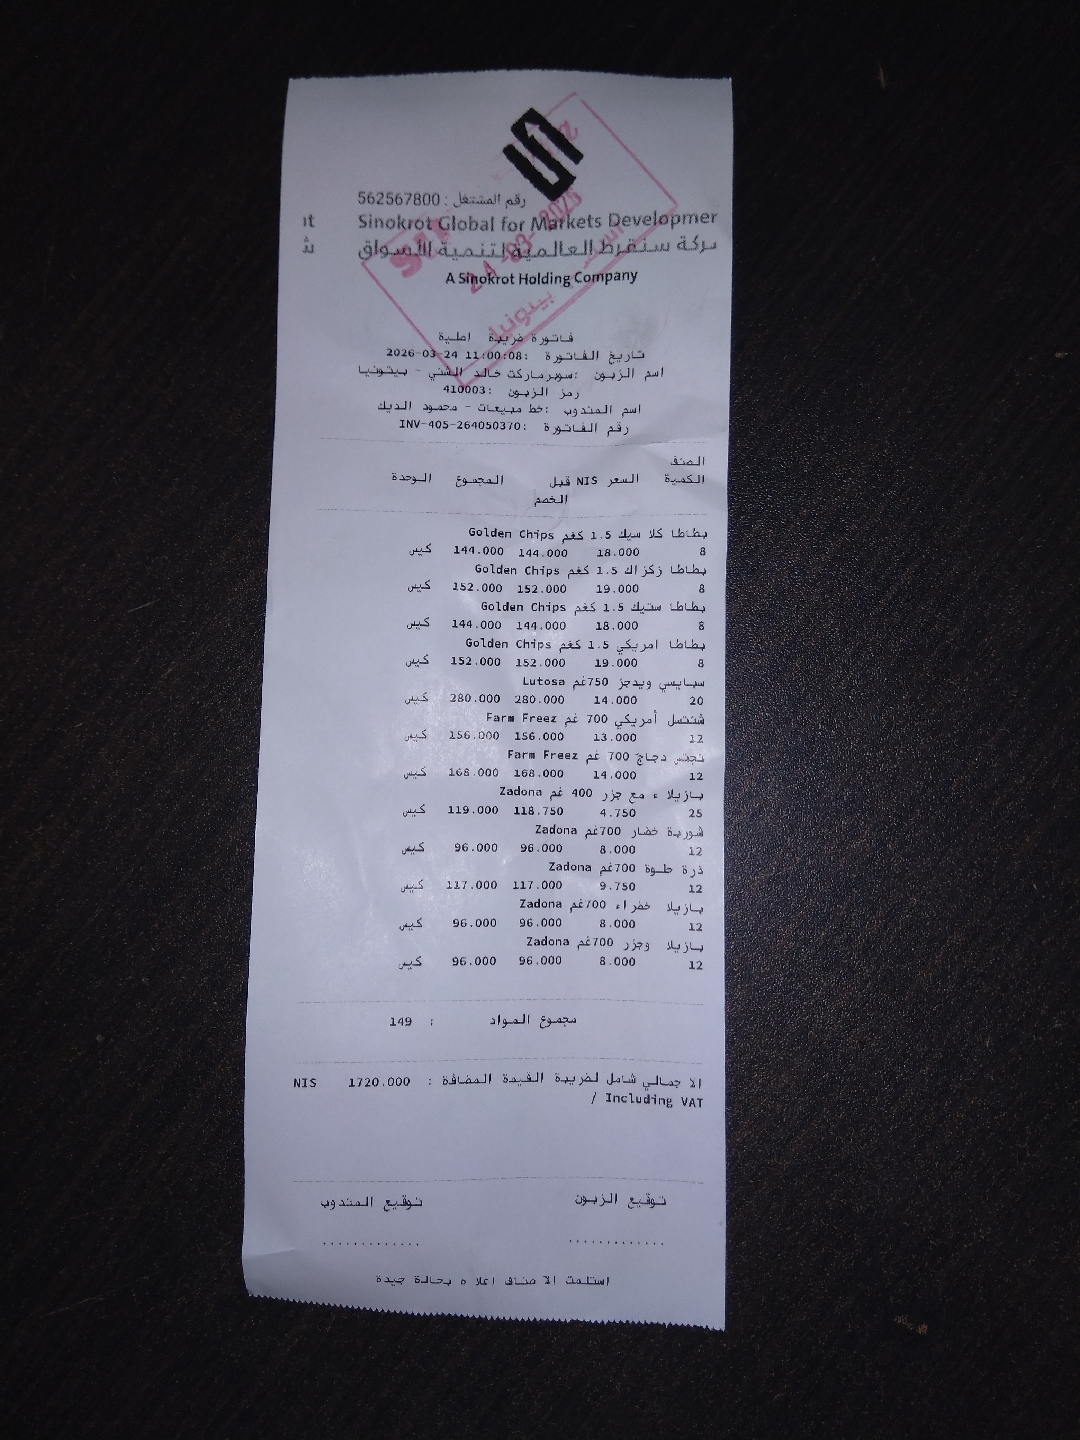 رقم المشتغل : 562567800
Sinokrot Global for Markets Developmer
شركة سنقرط العالمية لتنمية الأسواق
A Sinokrot Holding Company
24-03-2026
بيتونيا
فاتورة ضريبة اصلية
تاريخ الفاتورة :2026-03-24 11:00:08
اسم الزبون :سوبرماركت خالد الشني - بيتونيا
رمز الزبون :410003
اسم المندوب :خط مبيعات - محمود الديك
رقم الفاتورة :INV-405-264050370
الصنف
الكمية السعر NIS قبل الخصم المجموع الوحدة
بطاطا كلا سيك 1.5 كغم Golden Chips
8 18.000 144.000 144.000 كيس
بطاطا زكزاك 1.5 كغم Golden Chips
8 19.000 152.000 152.000 كيس
بطاطا ستيك 1.5 كغم Golden Chips
8 18.000 144.000 144.000 كيس
بطاطا امريكي 1.5 كغم Golden Chips
8 19.000 152.000 152.000 كيس
سبايسي ويدجز 750غم Lutosa
20 14.000 280.000 280.000 كيس
شنتسل أمريكي 700 غم Farm Freez
12 13.000 156.000 156.000 كيس
نجتس دجاج 700 غم Farm Freez
12 14.000 168.000 168.000 كيس
بازيلا ء مع جزر 400 غم Zadona
25 4.750 118.750 119.000 كيس
شوربة خضار 700غم Zadona
12 8.000 96.000 96.000 كيس
ذرة حلوة 700غم Zadona
12 9.750 117.000 117.000 كيس
بازيلا خضراء 700غم Zadona
12 8.000 96.000 96.000 كيس
بازيلا وجزر 700غم Zadona
12 8.000 96.000 96.000 كيس
مجموع المواد : 149
الا جمالي شامل لضريبة القيمة المضافة : 1720.000 NIS
/ Including VAT
توقيع الزبون توقيع المندوب
............. .............
استلمت الا صناف اعلا ه بحالة جيدة